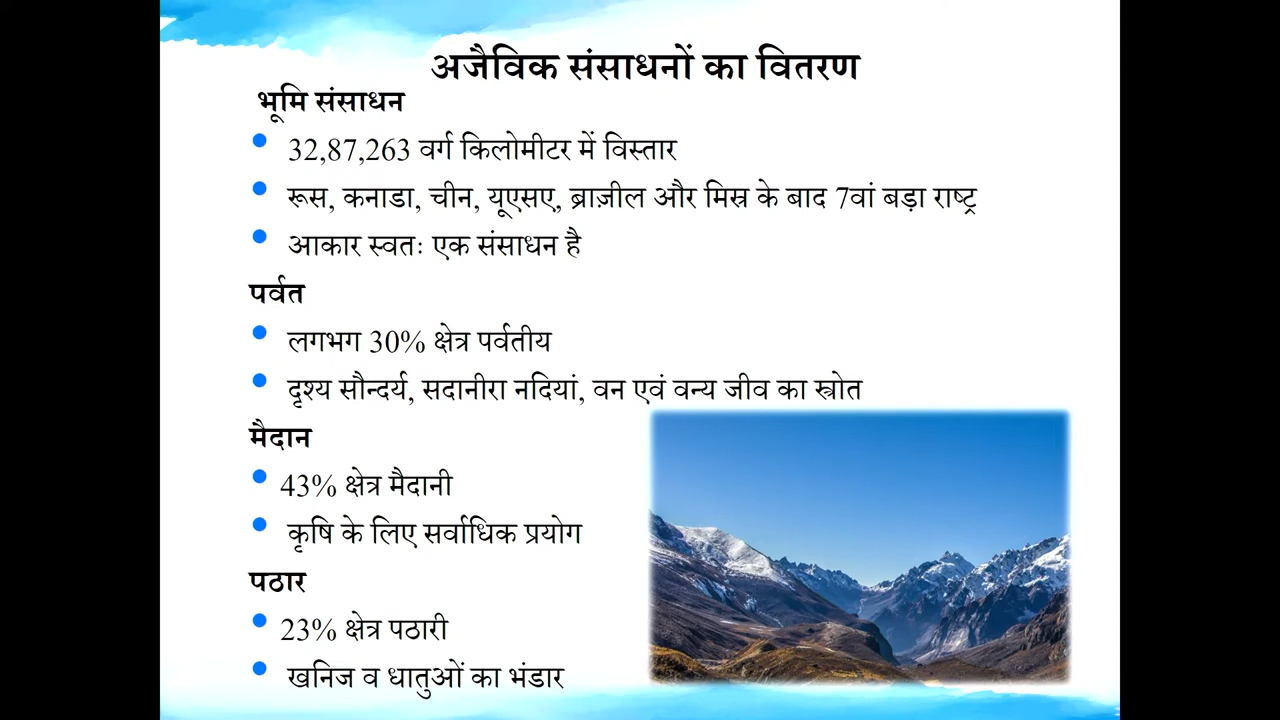 अजैविक संसाधनों का वितरण
भूमि संसाधन
32,87,263 वर्ग किलोमीटर में विस्तार
रूस, कनाडा, चीन, यूएसए, ब्राज़ील और मिस्र के बाद 7वां बड़ा राष्ट्र
आकार स्वतः एक संसाधन है
पर्वत
लगभग 30% क्षेत्र पर्वतीय
दृश्य सौन्दर्य, सदानीरा नदियां, वन एवं वन्य जीव का स्त्रोत
मैदान
43% क्षेत्र मैदानी
कृषि के लिए सर्वाधिक प्रयोग
पठार
23% क्षेत्र पठारी
खनिज व धातुओं का भंडार